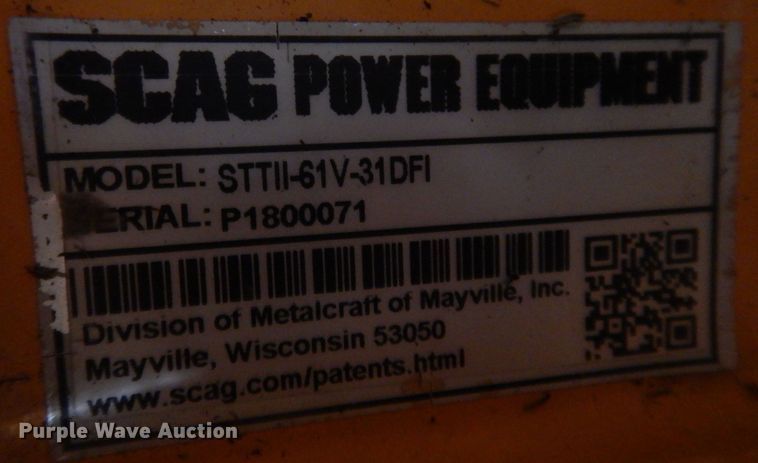 SCAG POWER EQUIPMENT
MODEL: STTII-61V-31DFI
SERIAL: P1800071
Division of Metalcraft of Mayville, Inc.
Mayville, Wisconsin 53050
www.scag.com/patents.html
Purple Wave Auction